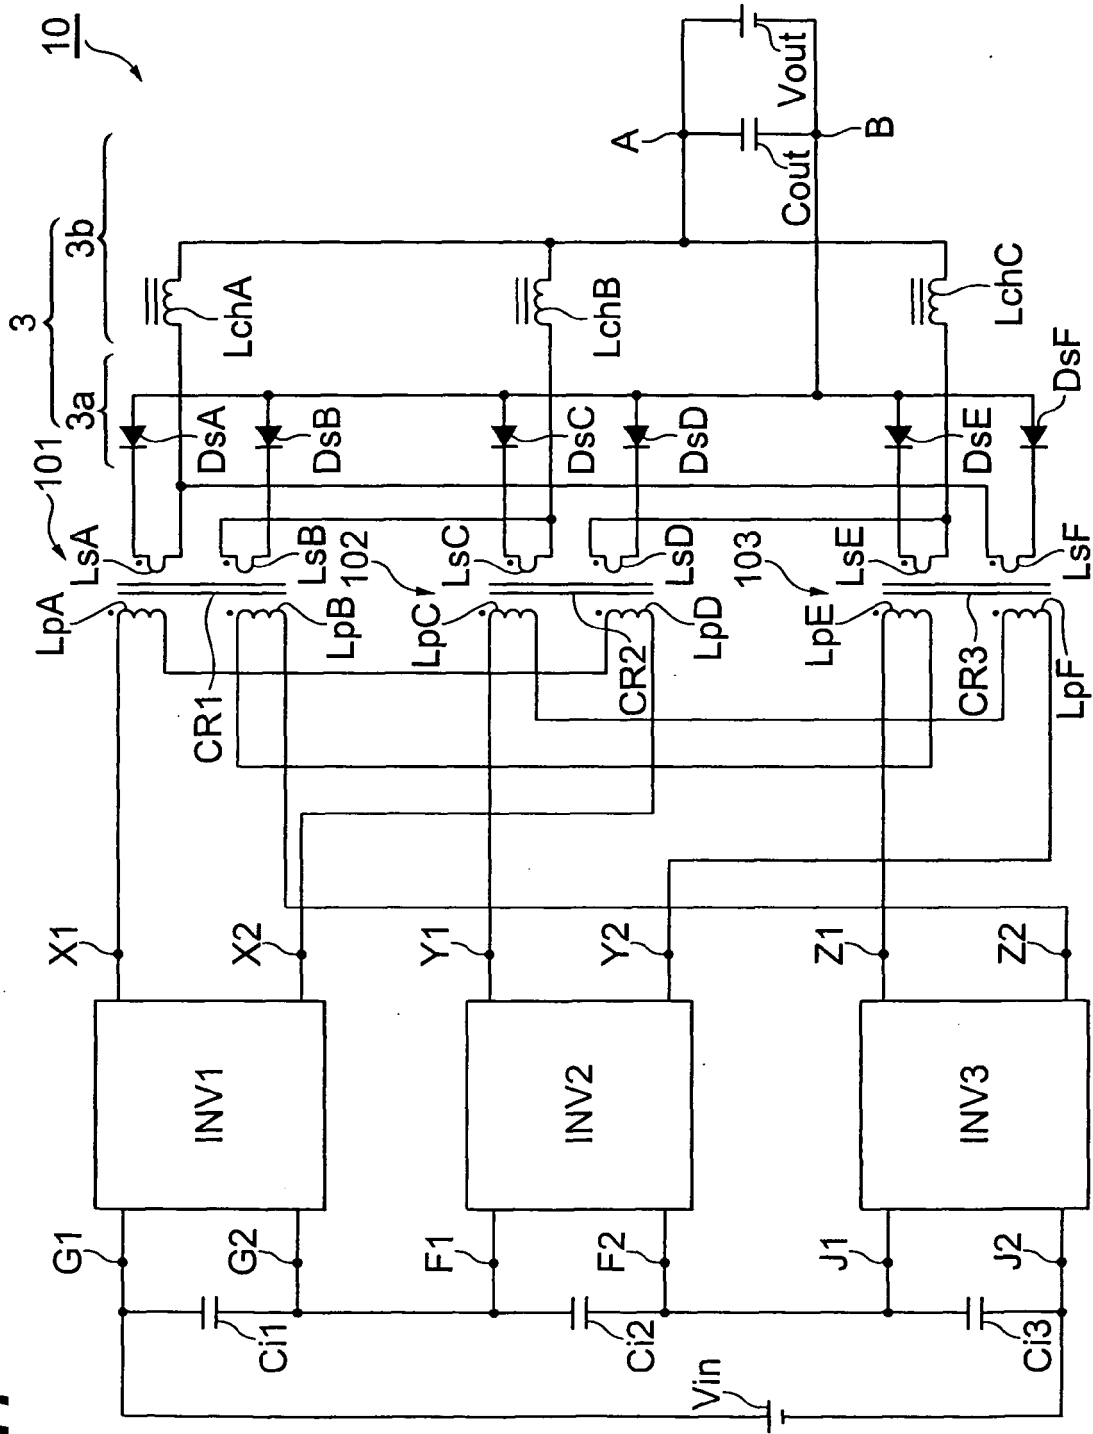 10
3
3a
3b
101
DsA
DsB
DsC
DsD
DsE
DsF
LchA
LchB
LchC
A
B
Cout
Vout
LsA
LsB
102
LsC
LsD
103
LsE
LsF
LpA
LpB
LpC
LpD
LpE
LpF
CR1
CR2
CR3
X1
X2
Y1
Y2
Z1
Z2
INV1
INV2
INV3
G1
G2
F1
F2
J1
J2
Ci1
Ci2
Ci3
Vin